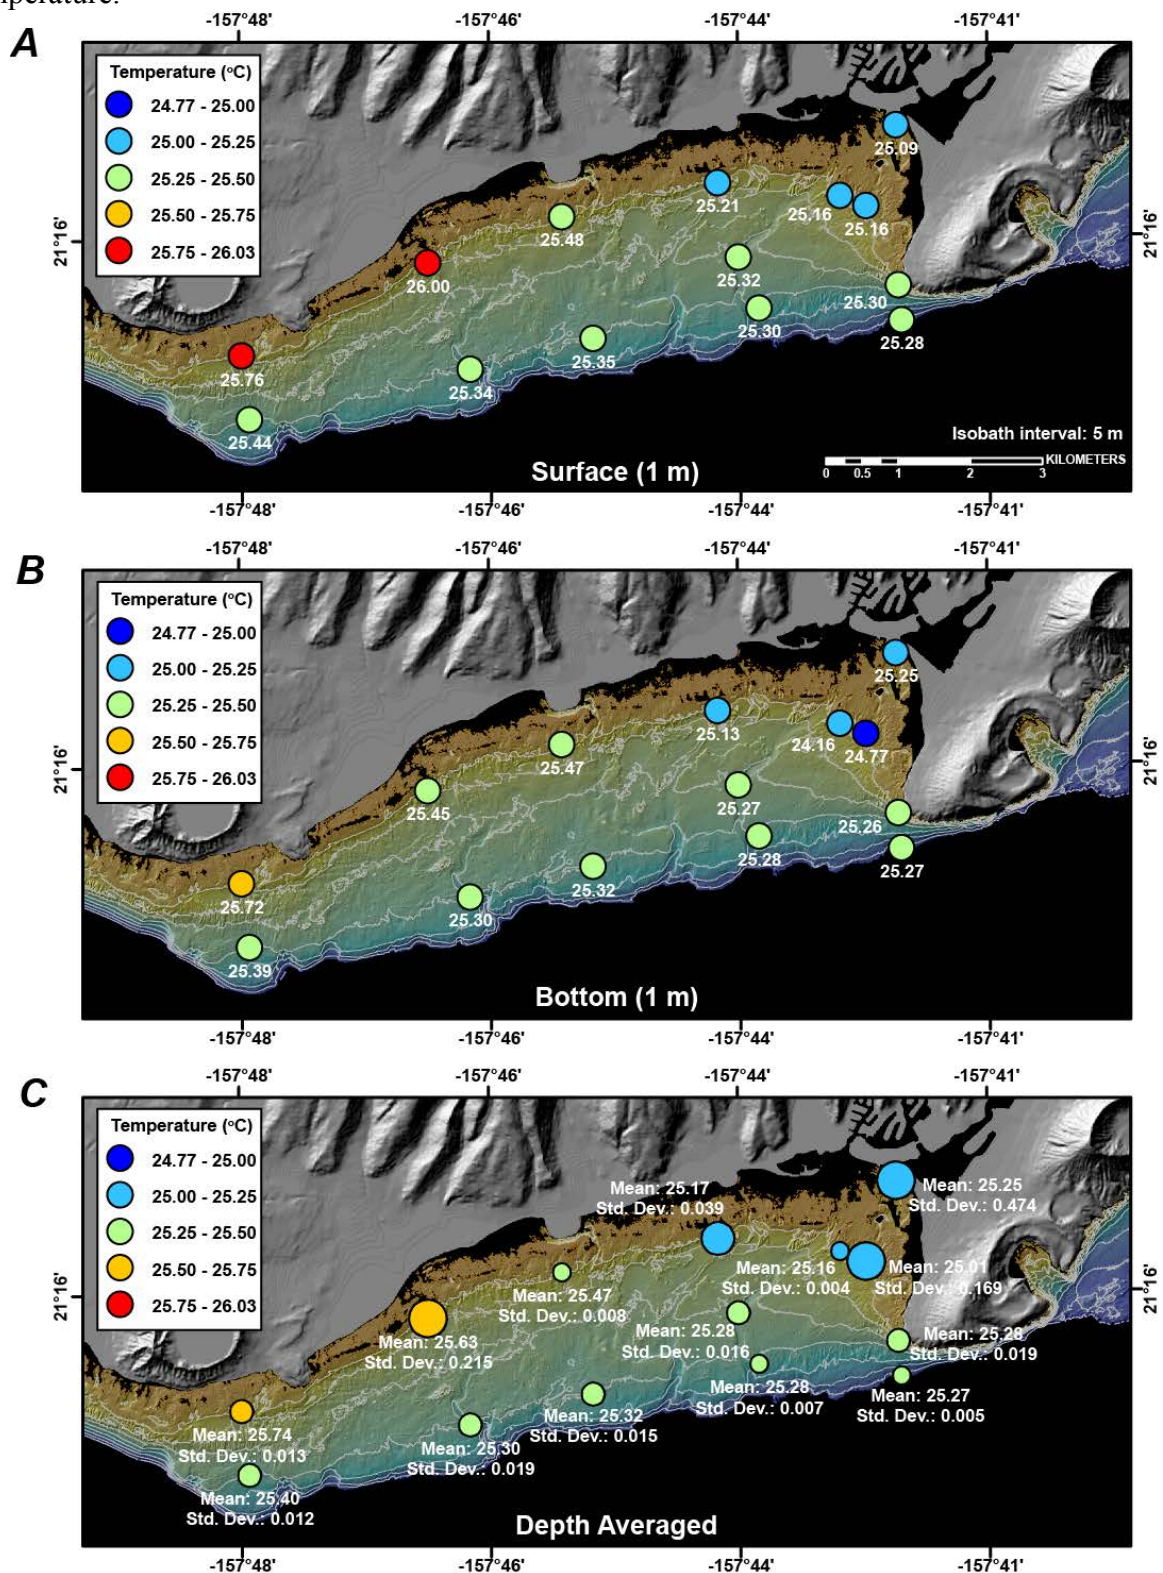 perature.
A
-157°48'
-157°46'
-157°44'
-157°41'
Temperature (°C)
24.77 - 25.00
25.00 - 25.25
25.25 - 25.50
25.50 - 25.75
25.75 - 26.03
21°16'
21°16'
25.09
25.21
25.16
25.16
25.48
26.00
25.32
25.30
25.30
25.28
25.35
25.34
25.76
25.44
Isobath interval: 5 m
KILOMETERS
0 0.5 1 2 3
Surface (1 m)
-157°48'
-157°46'
-157°44'
-157°41'
B
-157°48'
-157°46'
-157°44'
-157°41'
Temperature (°C)
24.77 - 25.00
25.00 - 25.25
25.25 - 25.50
25.50 - 25.75
25.75 - 26.03
21°16'
21°16'
25.25
25.13
24.16
24.77
25.47
25.45
25.27
25.26
25.28
25.27
25.32
25.30
25.72
25.39
Bottom (1 m)
-157°48'
-157°46'
-157°44'
-157°41'
C
-157°48'
-157°46'
-157°44'
-157°41'
Temperature (°C)
24.77 - 25.00
25.00 - 25.25
25.25 - 25.50
25.50 - 25.75
25.75 - 26.03
21°16'
21°16'
Mean: 25.17
Std. Dev.: 0.039
Mean: 25.25
Std. Dev.: 0.474
Mean: 25.16
Std. Dev.: 0.004
Mean: 25.01
Std. Dev.: 0.169
Mean: 25.47
Std. Dev.: 0.008
Mean: 25.63
Std. Dev.: 0.215
Mean: 25.28
Std. Dev.: 0.016
Mean: 25.28
Std. Dev.: 0.019
Mean: 25.28
Std. Dev.: 0.007
Mean: 25.27
Std. Dev.: 0.005
Mean: 25.32
Std. Dev.: 0.015
Mean: 25.30
Std. Dev.: 0.019
Mean: 25.74
Std. Dev.: 0.013
Mean: 25.40
Std. Dev.: 0.012
Depth Averaged
-157°48'
-157°46'
-157°44'
-157°41'